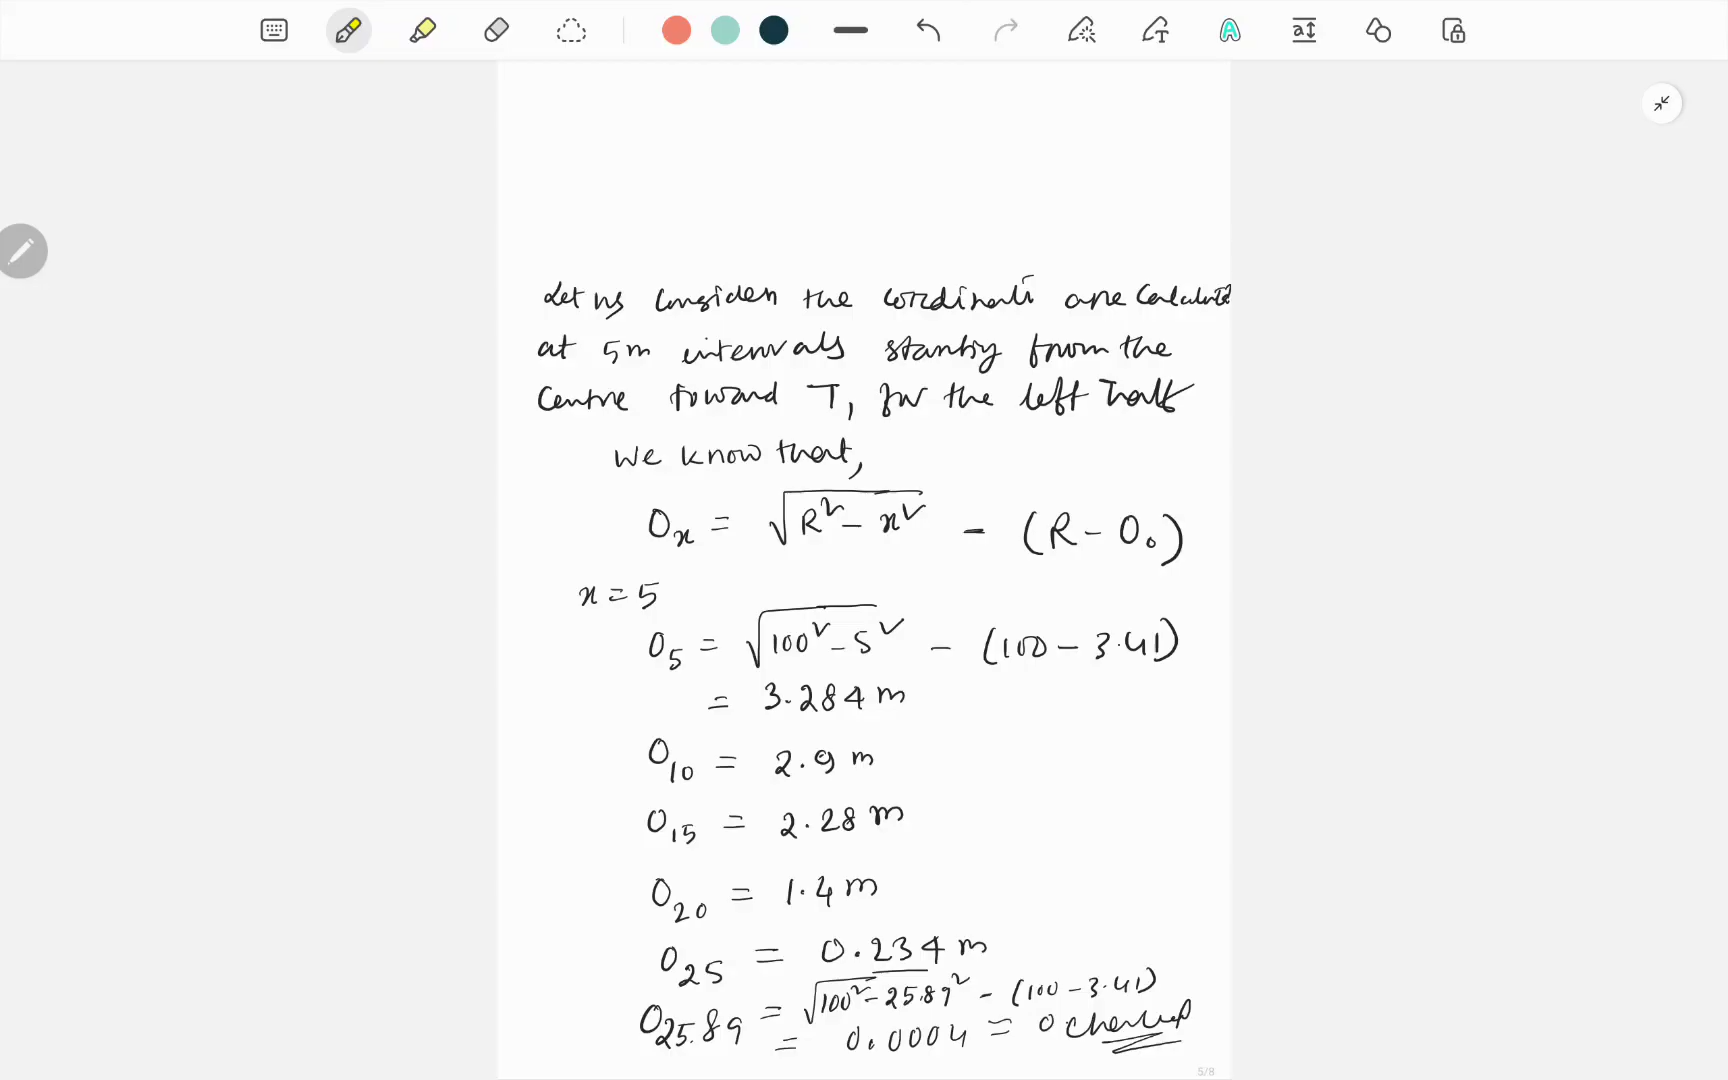 Let us consider the coordinate are calculated
at 5m intervals starting from the
Centre toward T, for the left half
We know that,
Oₓ = √(R² - x²) - (R - O₀)
x = 5
O₅ = √(100² - 5²) - (100 - 3.41)
= 3.284 m
O₁₀ = 2.9 m
O₁₅ = 2.28 m
O₂₀ = 1.4 m
O₂₅ = 0.234 m
O₂₅.₈₉ = √(100² - 25.89²) - (100 - 3.41)
= 0.0004 = 0 checked
5/8